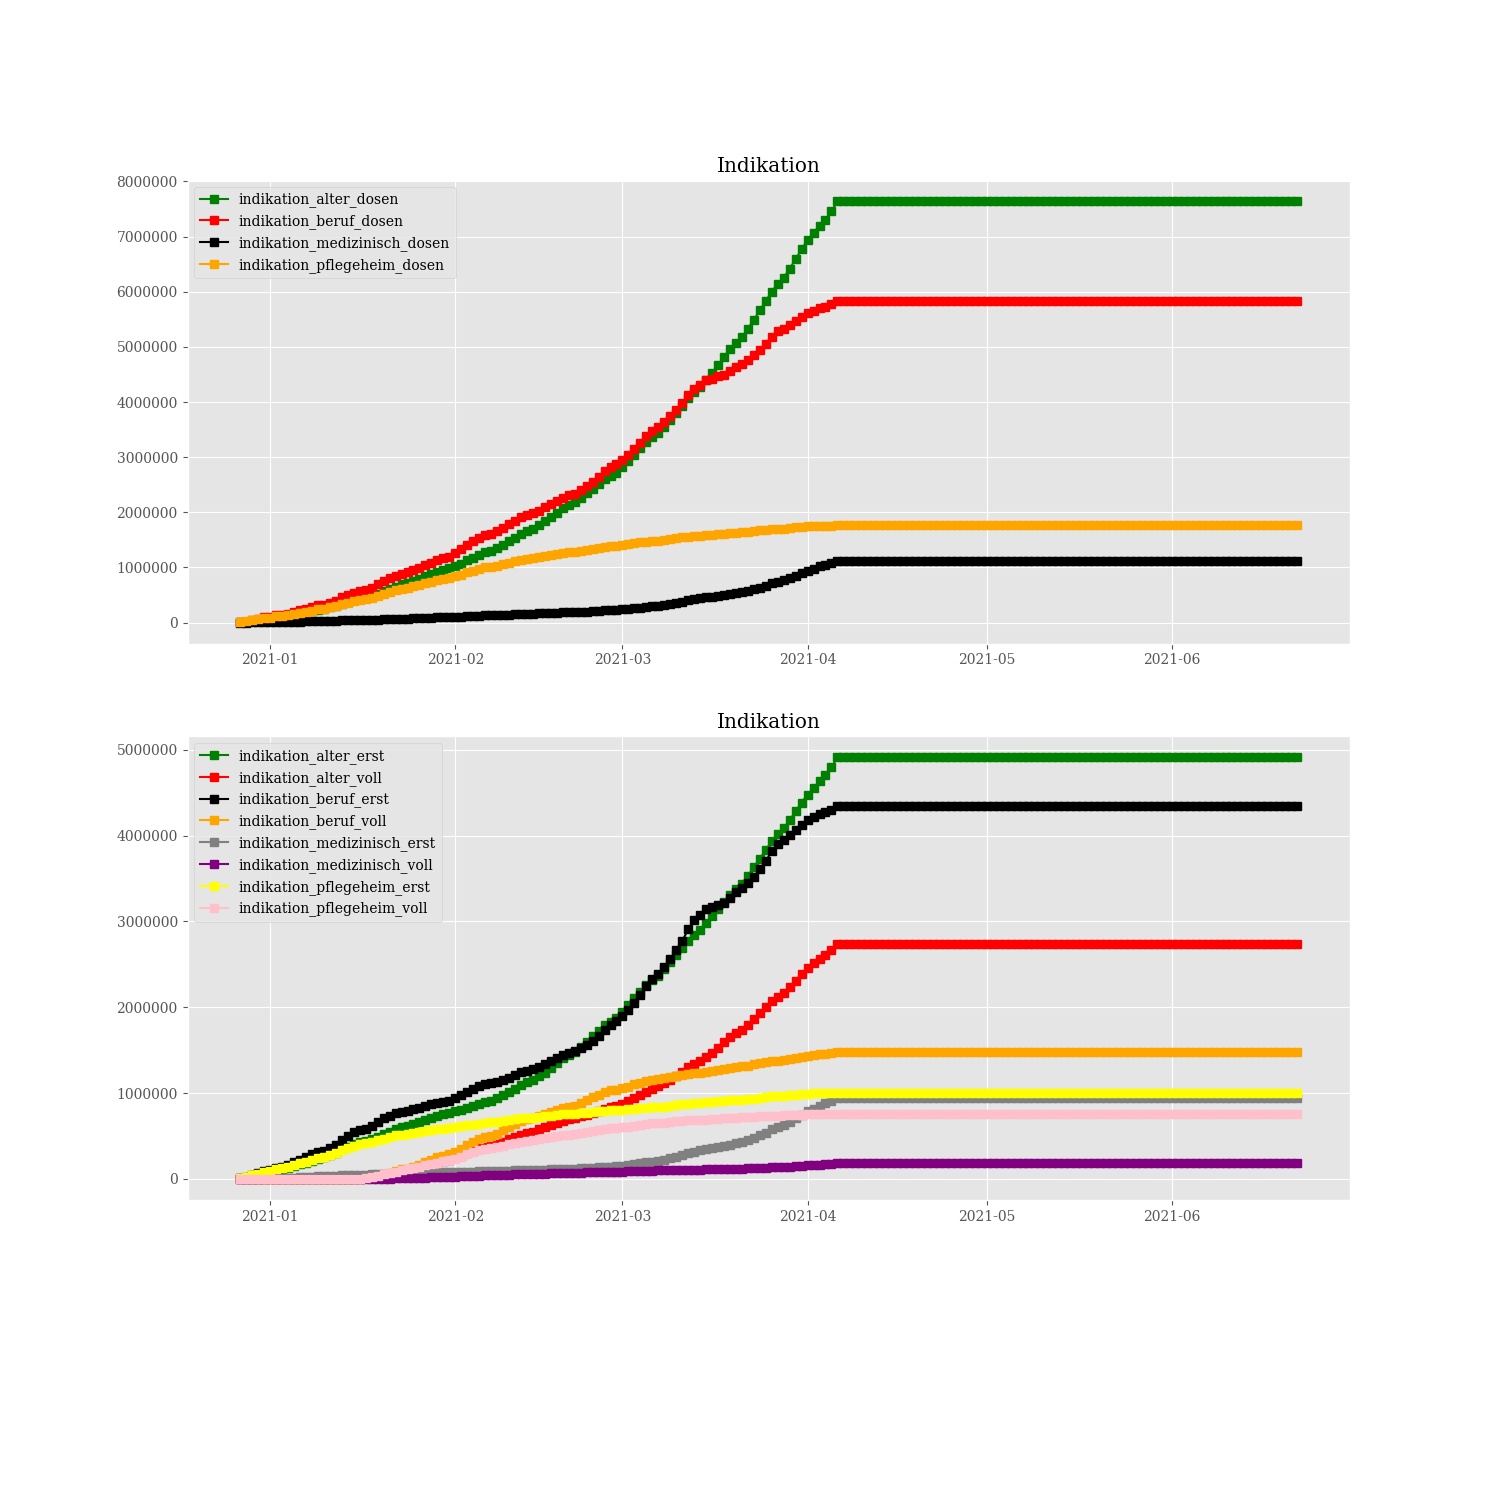 Indikation
8000000
7000000
6000000
5000000
4000000
3000000
2000000
1000000
0
indikation_alter_dosen
indikation_beruf_dosen
indikation_medizinisch_dosen
indikation_pflegeheim_dosen
2021-01 2021-02 2021-03 2021-04 2021-05 2021-06
Indikation
5000000
4000000
3000000
2000000
1000000
0
indikation_alter_erst
indikation_alter_voll
indikation_beruf_erst
indikation_beruf_voll
indikation_medizinisch_erst
indikation_medizinisch_voll
indikation_pflegeheim_erst
indikation_pflegeheim_voll
2021-01 2021-02 2021-03 2021-04 2021-05 2021-06